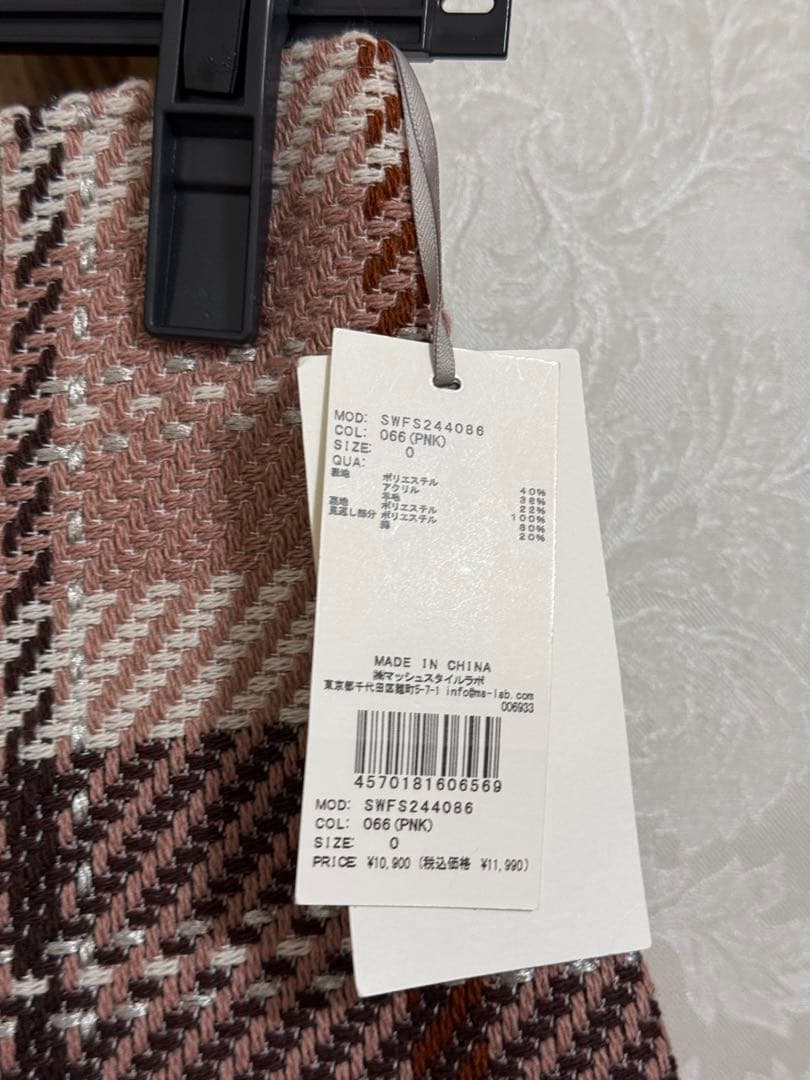 MOD: SWFS244086
COL: 066(PNK)
SIZE: 0
QUA:
表地 ポリエステル 40%
アクリル 38%
羊毛 22%
裏地 ポリエステル 100%
見返し部分 ポリエステル 80%
綿 20%
MADE IN CHINA
㈱マッシュスタイルラボ
東京都千代田区麹町5-7-1 info@ms-lab.com
006933
4570181606569
MOD: SWFS244086
COL: 066(PNK)
SIZE: 0
PRICE ¥10,900 (税込価格 ¥11,990)